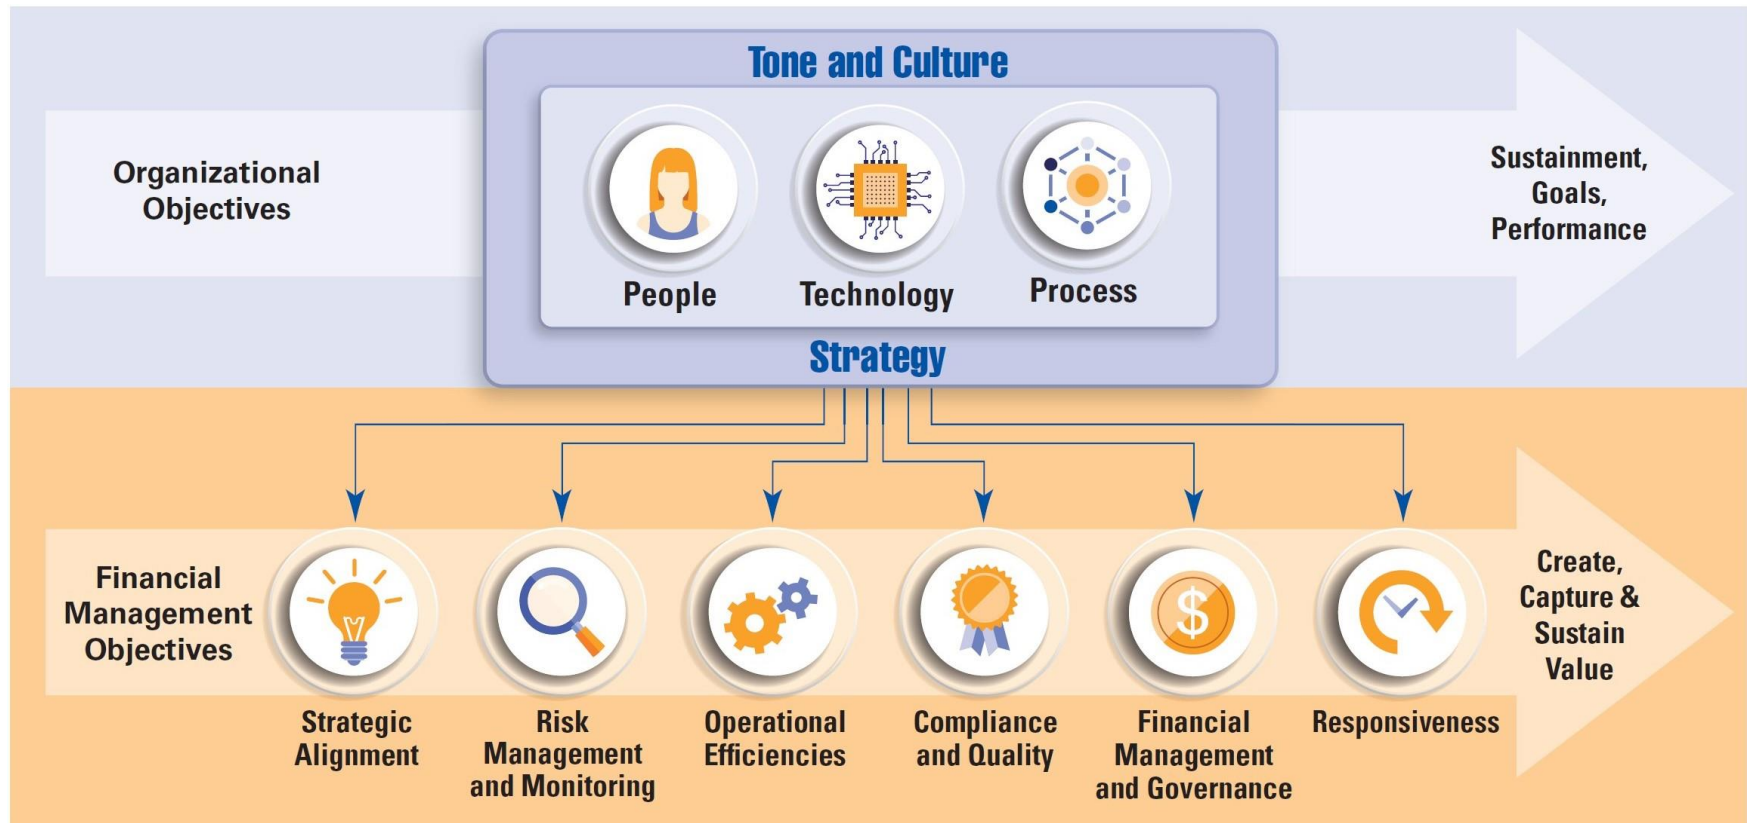 Tone and Culture
Organizational
Objectives
People
Technology
Process
Sustainment,
Goals,
Performance
Strategy
Financial
Management
Objectives
Create,
Capture &
Sustain
Value
$
Strategic
Alignment
Risk
Management
and Monitoring
Operational
Efficiencies
Compliance
and Quality
Financial
Management
and Governance
Responsiveness